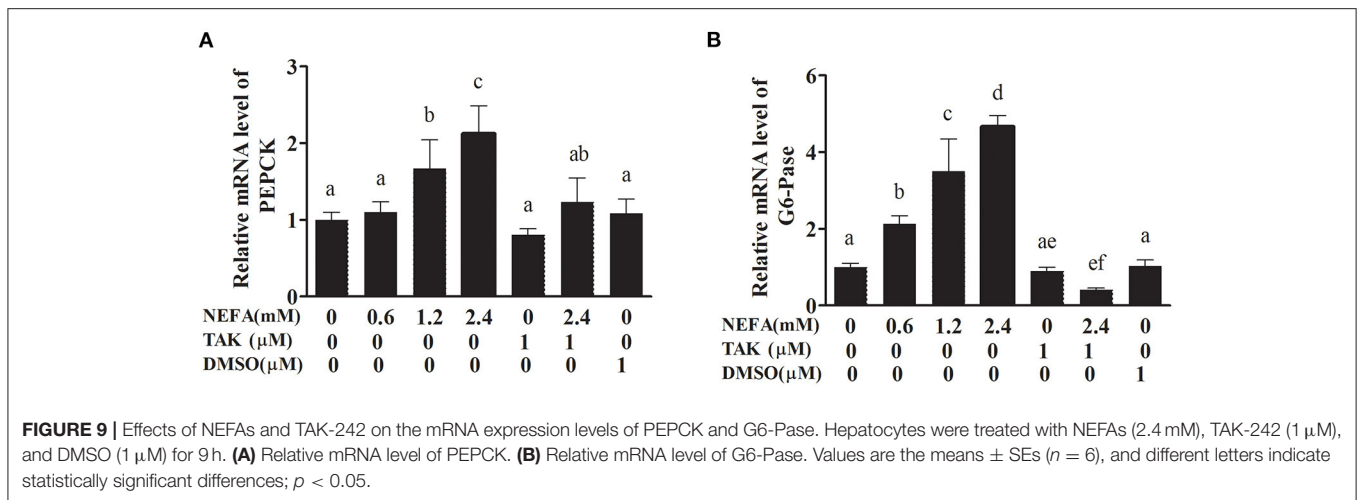 A
Relative mRNA level of
PEPCK
3
2
1
0
a
a
b
c
a
ab
a
NEFA(mM) 0 0.6 1.2 2.4 0 2.4 0
TAK (μM) 0 0 0 0 1 1 0
DMSO(μM) 0 0 0 0 0 0 1
B
Relative mRNA level of
G6-Pase
6
4
2
0
a
b
c
d
ae
ef
a
NEFA(mM) 0 0.6 1.2 2.4 0 2.4 0
TAK (μM) 0 0 0 0 1 1 0
DMSO(μM) 0 0 0 0 0 0 1
FIGURE 9 | Effects of NEFAs and TAK-242 on the mRNA expression levels of PEPCK and G6-Pase. Hepatocytes were treated with NEFAs (2.4 mM), TAK-242 (1 μM),
and DMSO (1 μM) for 9 h. (A) Relative mRNA level of PEPCK. (B) Relative mRNA level of G6-Pase. Values are the means ± SEs (n = 6), and different letters indicate
statistically significant differences; p < 0.05.